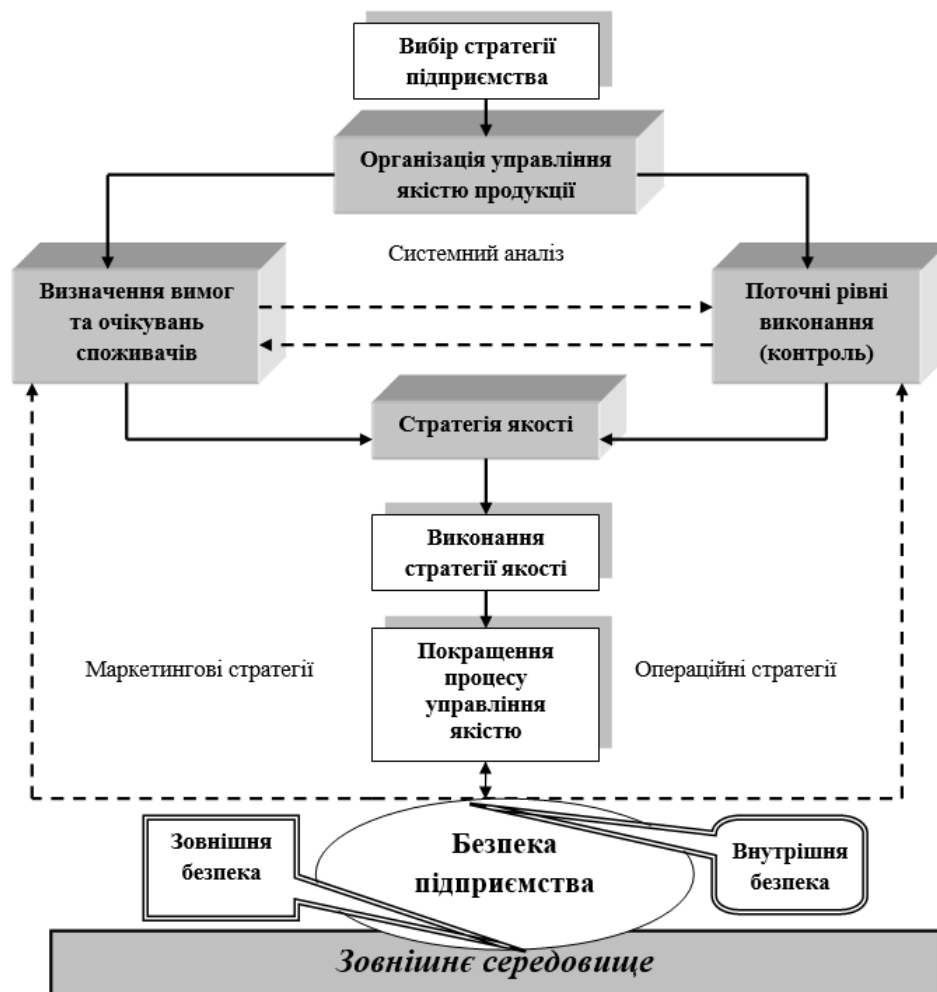 Вибір стратегії
підприємства
Організація управління
якістю продукції
Системний аналіз
Визначення вимог
та очікувань
споживачів
Поточні рівні
виконання
(контроль)
Стратегія якості
Виконання
стратегії якості
Маркетингові стратегії
Покращення
процесу
управління
якістю
Операційні стратегії
Зовнішня
безпека
Безпека
підприємства
Внутрішня
безпека
Зовнішнє середовище